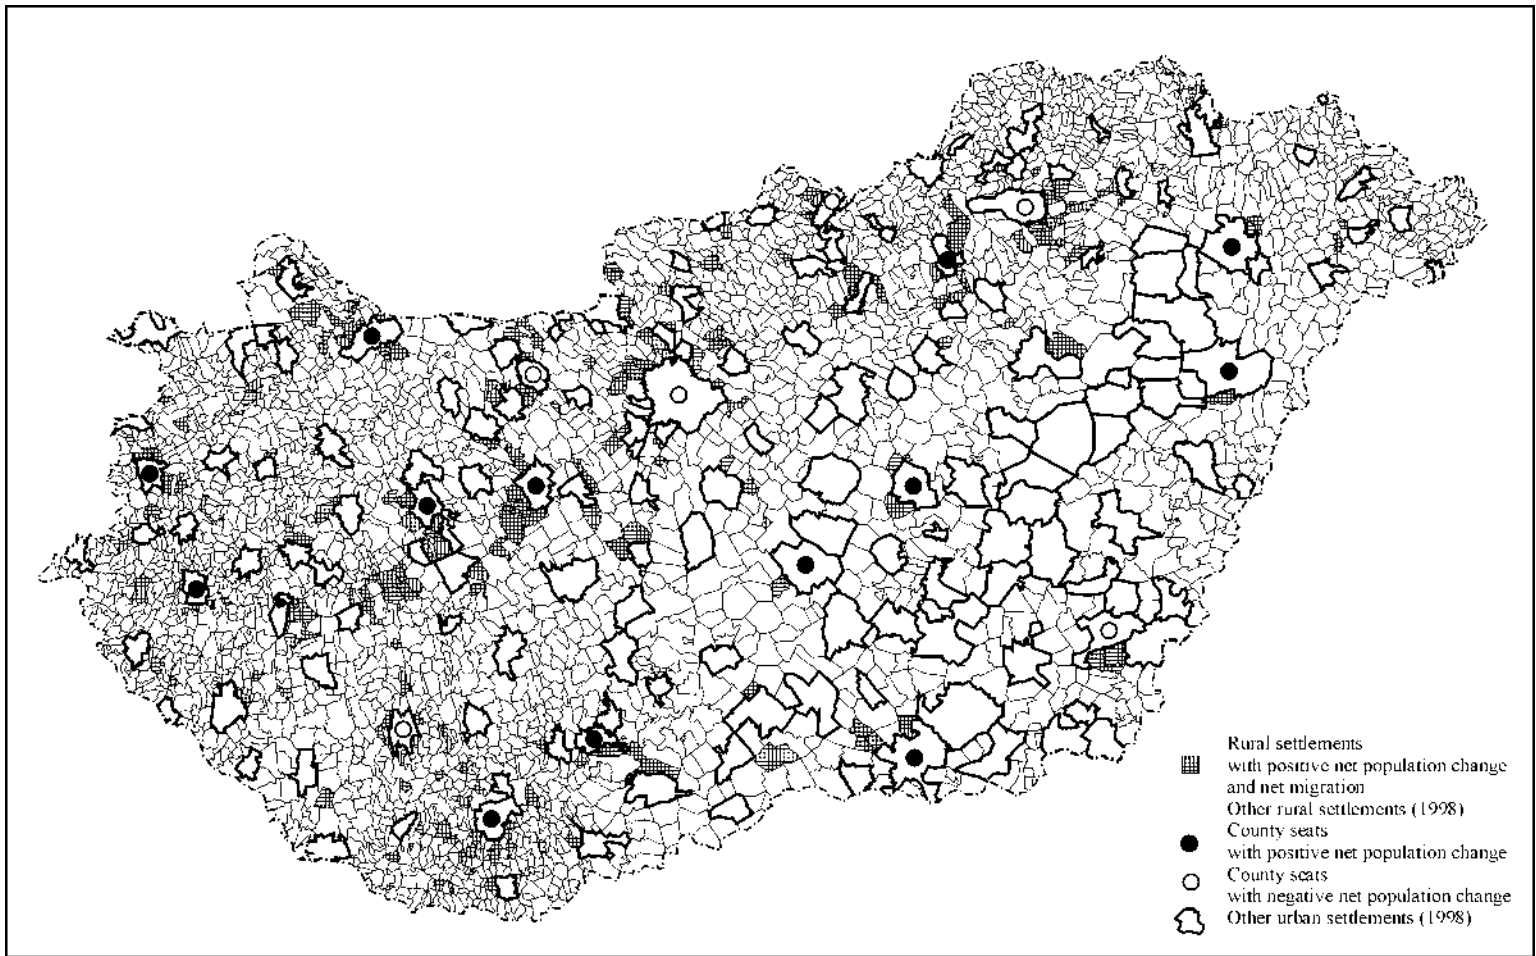 Rural settlements
with positive net population change
and net migration
Other rural settlements (1998)
County seats
with positive net population change
County seats
with negative net population change
Other urban settlements (1998)